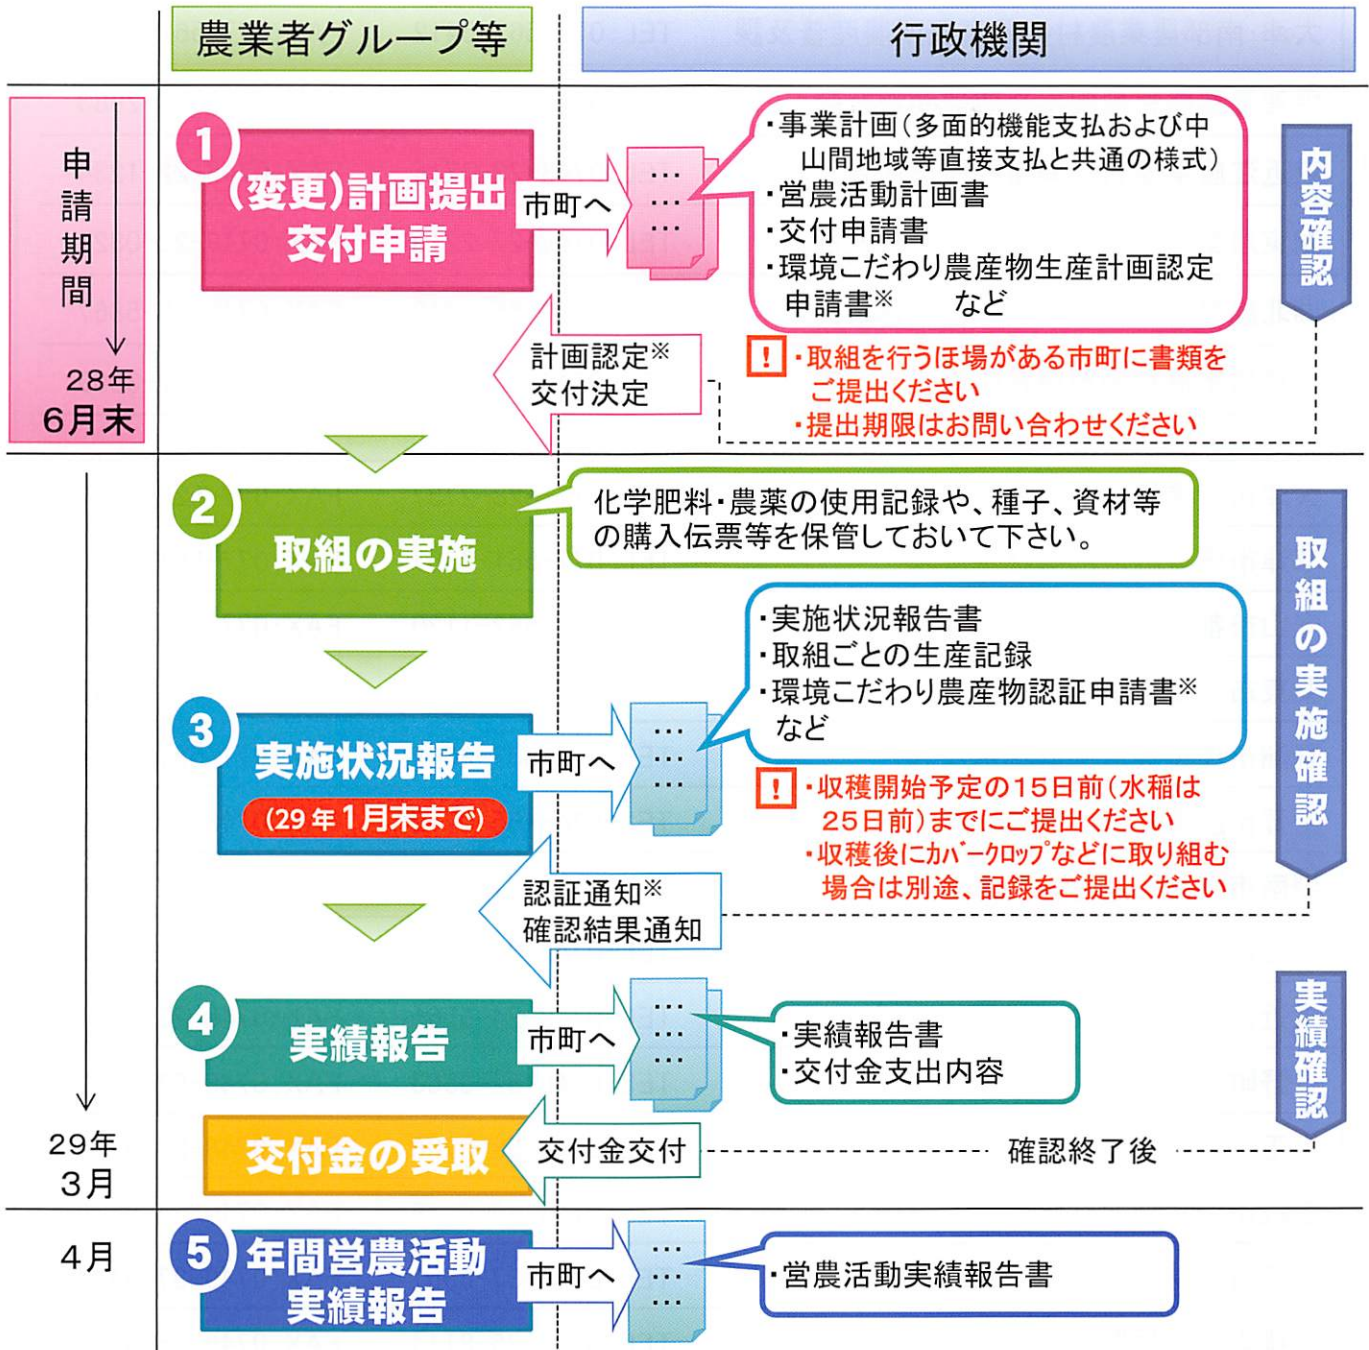 農業者グループ等
行政機関
申請期間
28年
6月末
1
(変更)計画提出
交付申請
市町へ
・事業計画(多面的機能支払および中
山間地域等直接支払と共通の様式)
・営農活動計画書
・交付申請書
・環境こだわり農産物生産計画認定
申請書※ など
内容確認
計画認定※
交付決定
!
・取組を行うほ場がある市町に書類を
ご提出ください
・提出期限はお問い合わせください
2
取組の実施
化学肥料・農薬の使用記録や、種子、資材等
の購入伝票等を保管しておいて下さい。
取組の実施確認
3
実施状況報告
(29年1月末まで)
市町へ
・実施状況報告書
・取組ごとの生産記録
・環境こだわり農産物認証申請書※
など
!
・収穫開始予定の15日前(水稲は
25日前)までにご提出ください
・収穫後にｶﾊﾞｰｸﾛｯﾌﾟなどに取り組む
場合は別途、記録をご提出ください
認証通知※
確認結果通知
4
実績報告
市町へ
・実績報告書
・交付金支出内容
実績確認
29年
3月
交付金の受取
交付金交付
確認終了後
4月
5
年間営農活動
実績報告
市町へ
・営農活動実績報告書